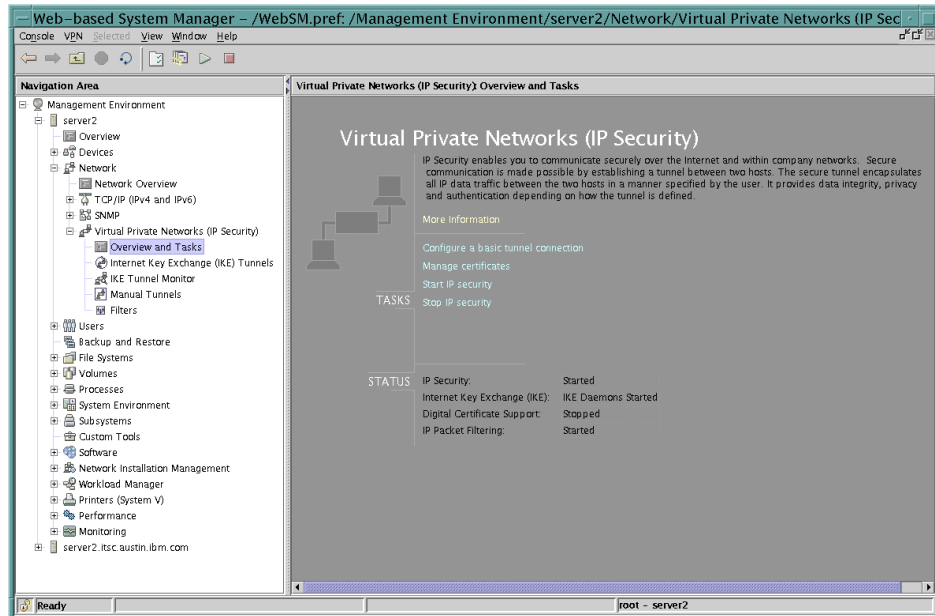 Web-based System Manager - /WebSM.pref: /Management Environment/server2/Network/Virtual Private Networks (IP Sec
Console VPN Selected View Window Help
Navigation Area
Virtual Private Networks (IP Security): Overview and Tasks
Management Environment
server2
Overview
Devices
Network
Network Overview
TCP/IP (IPv4 and IPv6)
SNMP
Virtual Private Networks (IP Security)
Overview and Tasks
Internet Key Exchange (IKE) Tunnels
IKE Tunnel Monitor
Manual Tunnels
Filters
Users
Backup and Restore
File Systems
Volumes
Processes
System Environment
Subsystems
Custom Tools
Software
Network Installation Management
Workload Manager
Printers (System V)
Performance
Monitoring
server2.itsc.austin.ibm.com
Virtual Private Networks (IP Security)
IP Security enables you to communicate securely over the Internet and within company networks. Secure
communication is made possible by establishing a tunnel between two hosts. The secure tunnel encapsulates
all IP data traffic between the two hosts in a manner specified by the user. It provides data integrity, privacy
and authentication depending on how the tunnel is defined.
More Information
Configure a basic tunnel connection
Manage certificates
Start IP security
TASKS Stop IP security
STATUS IP Security: Started
Internet Key Exchange (IKE): IKE Daemons Started
Digital Certificate Support: Stopped
IP Packet Filtering: Started
Ready
root - server2